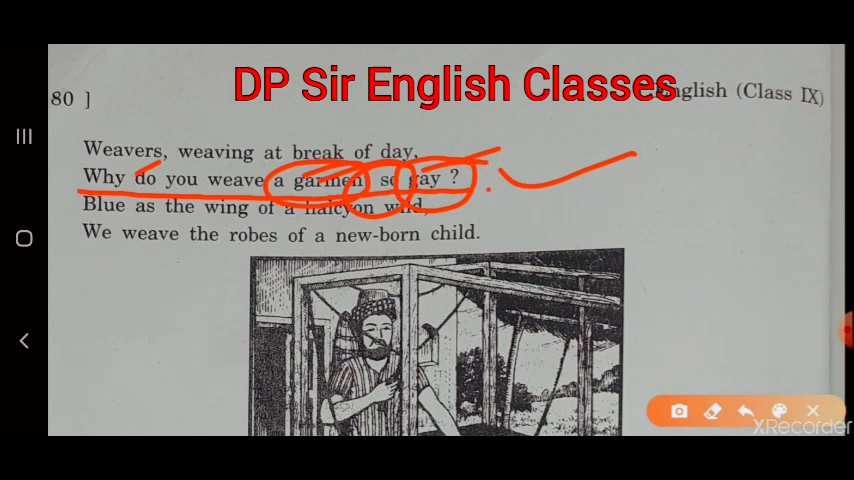 DP Sir English Classes
80 ]
English (Class IX)
Weavers, weaving at break of day,
Why do you weave a garment so gay ?
Blue as the wing of a halcyon wild,
We weave the robes of a new-born child.
XRecorder